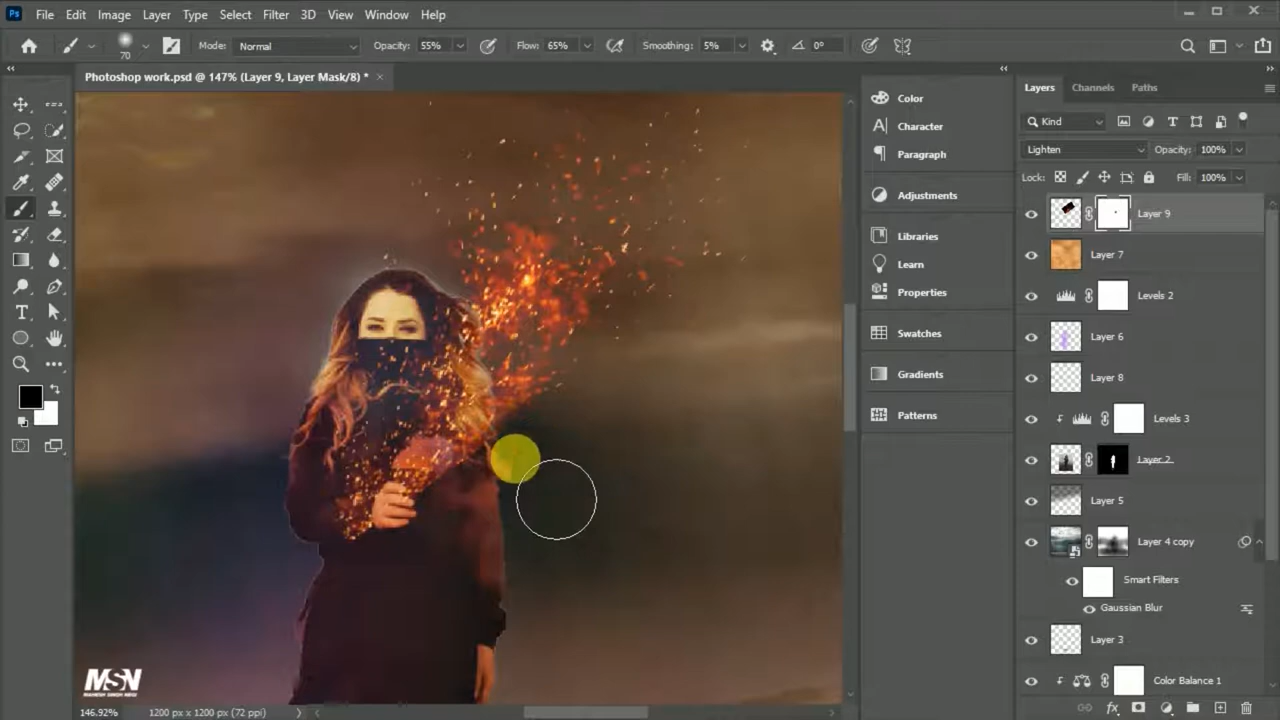 Ps File Edit Image Layer Type Select Filter 3D View Window Help
70 Mode: Normal Opacity: 55% Flow: 65% Smoothing: 5% 0°
Photoshop work.psd @ 147% (Layer 9, Layer Mask/8) * ×
Color
Character
Paragraph
Adjustments
Libraries
Learn
Properties
Swatches
Gradients
Patterns
Layers Channels Paths
Kind
Lighten Opacity: 100%
Lock: Fill: 100%
Layer 9
Layer 7
Levels 2
Layer 6
Layer 8
Levels 3
Layer 2
Layer 5
Layer 4 copy
Smart Filters
Gaussian Blur
Layer 3
Color Balance 1
MSN
146.92% 1200 px x 1200 px (72 ppi)